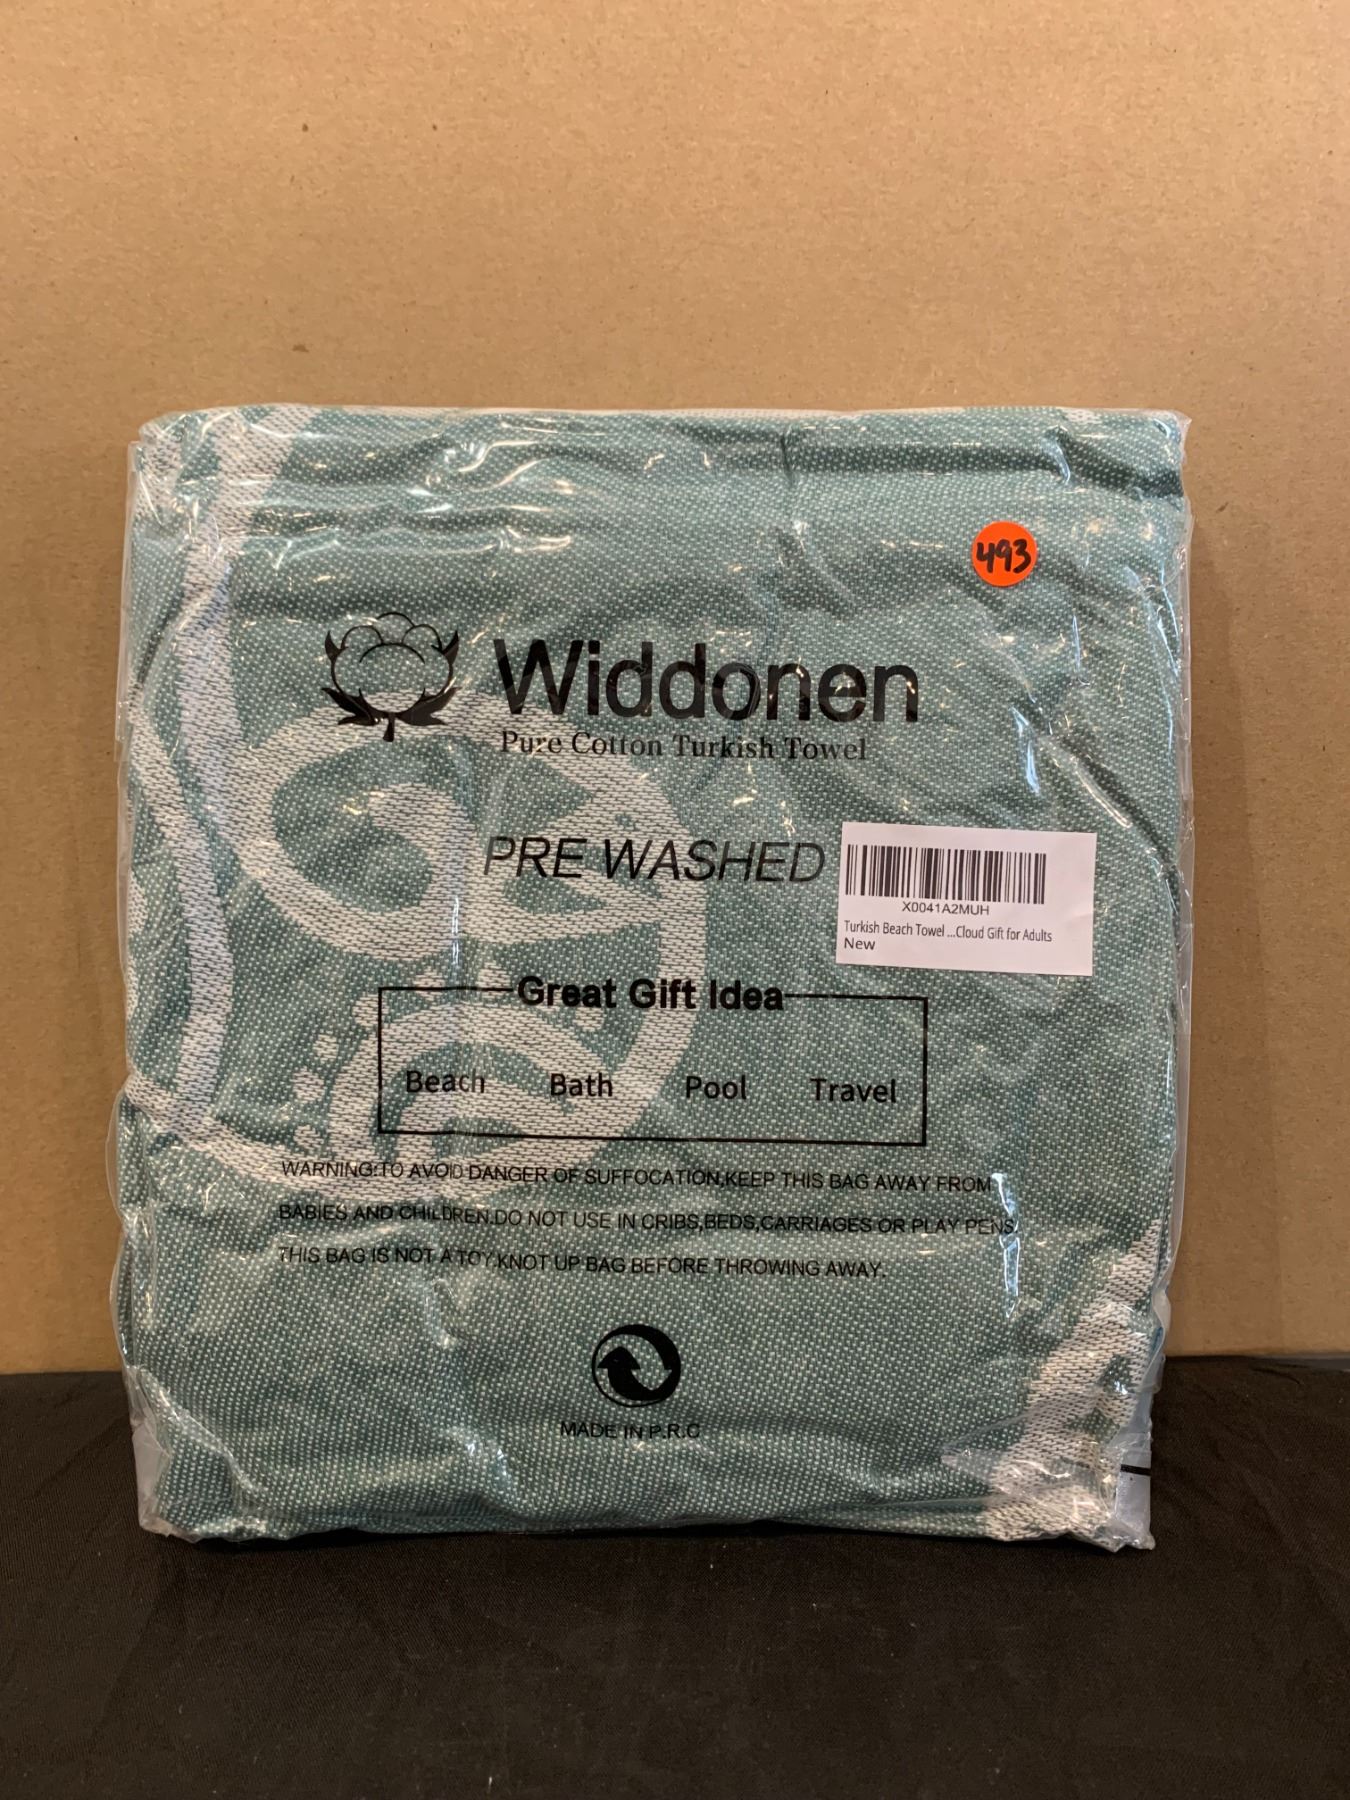 493
Widdonen
Pure Cotton Turkish Towel
PRE WASHED
X0041A2MUH
Turkish Beach Towel ...Cloud Gift for Adults
New
Great Gift Idea
Beach Bath Pool Travel
WARNING:TO AVOID DANGER OF SUFFOCATION,KEEP THIS BAG AWAY FROM
BABIES AND CHILDREN.DO NOT USE IN CRIBS,BEDS,CARRIAGES OR PLAY PENS
THIS BAG IS NOT A TOY.KNOT UP BAG BEFORE THROWING AWAY.
MADE IN P.R.C